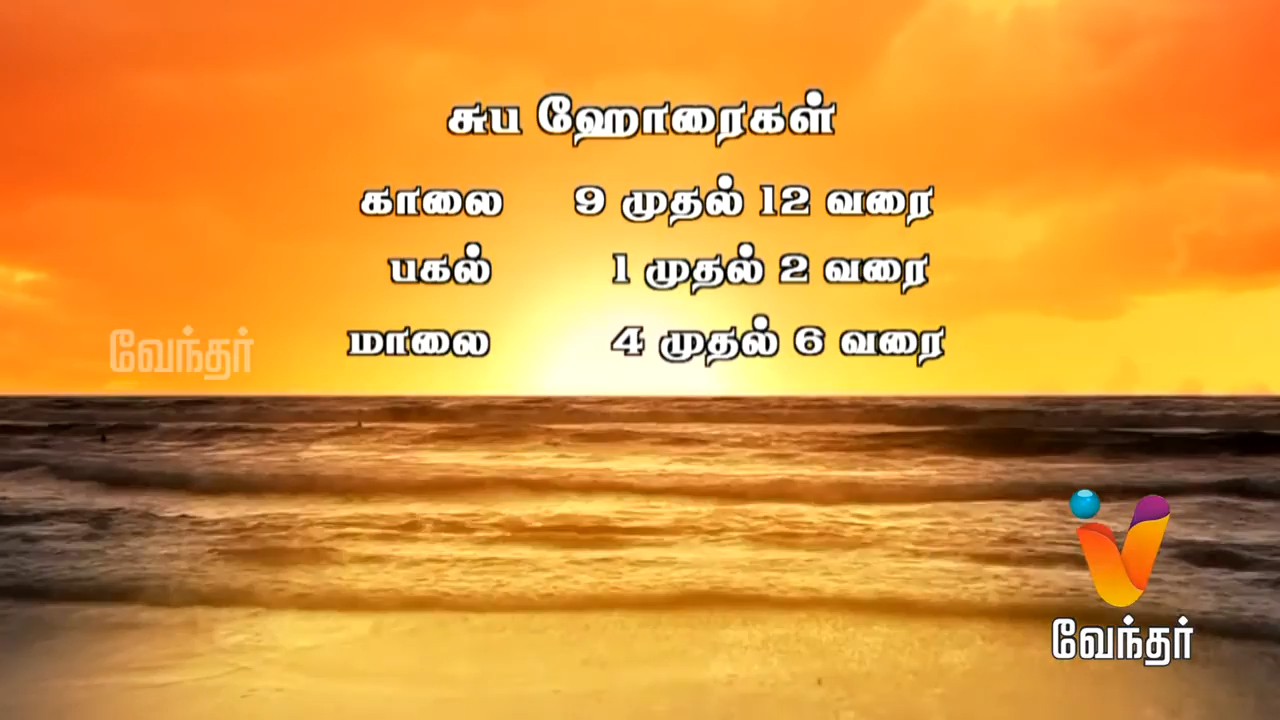 சுப ஹோரைகள்
காலை 9 முதல் 12 வரை
பகல் 1 முதல் 2 வரை
மாலை 4 முதல் 6 வரை
வேந்தர்
வேந்தர்